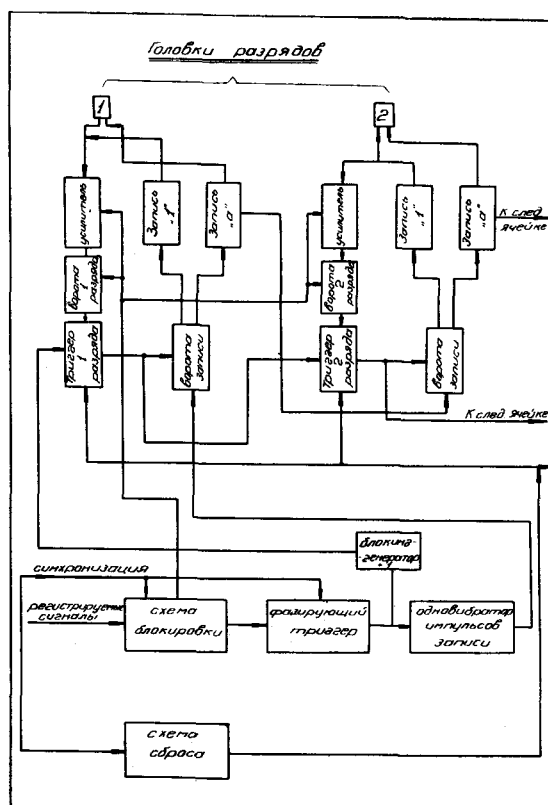 Головки разрядов
1
2
усилитель
Запись „1"
Запись „о"
усилитель
Запись „1"
Запись „о"
К след.
ячейке
ворота
1
разряда
ворота
2
разряда
Триггер
1
разряда
ворота
записи
Триггер
2
разряда
ворота
записи
К след. ячейке
блокинг-
генератор
синхронизация
регистрируемые
сигналы
схема
блокировки
фазирующий
триггер
одновибратор
импульсов
записи
схема
сброса